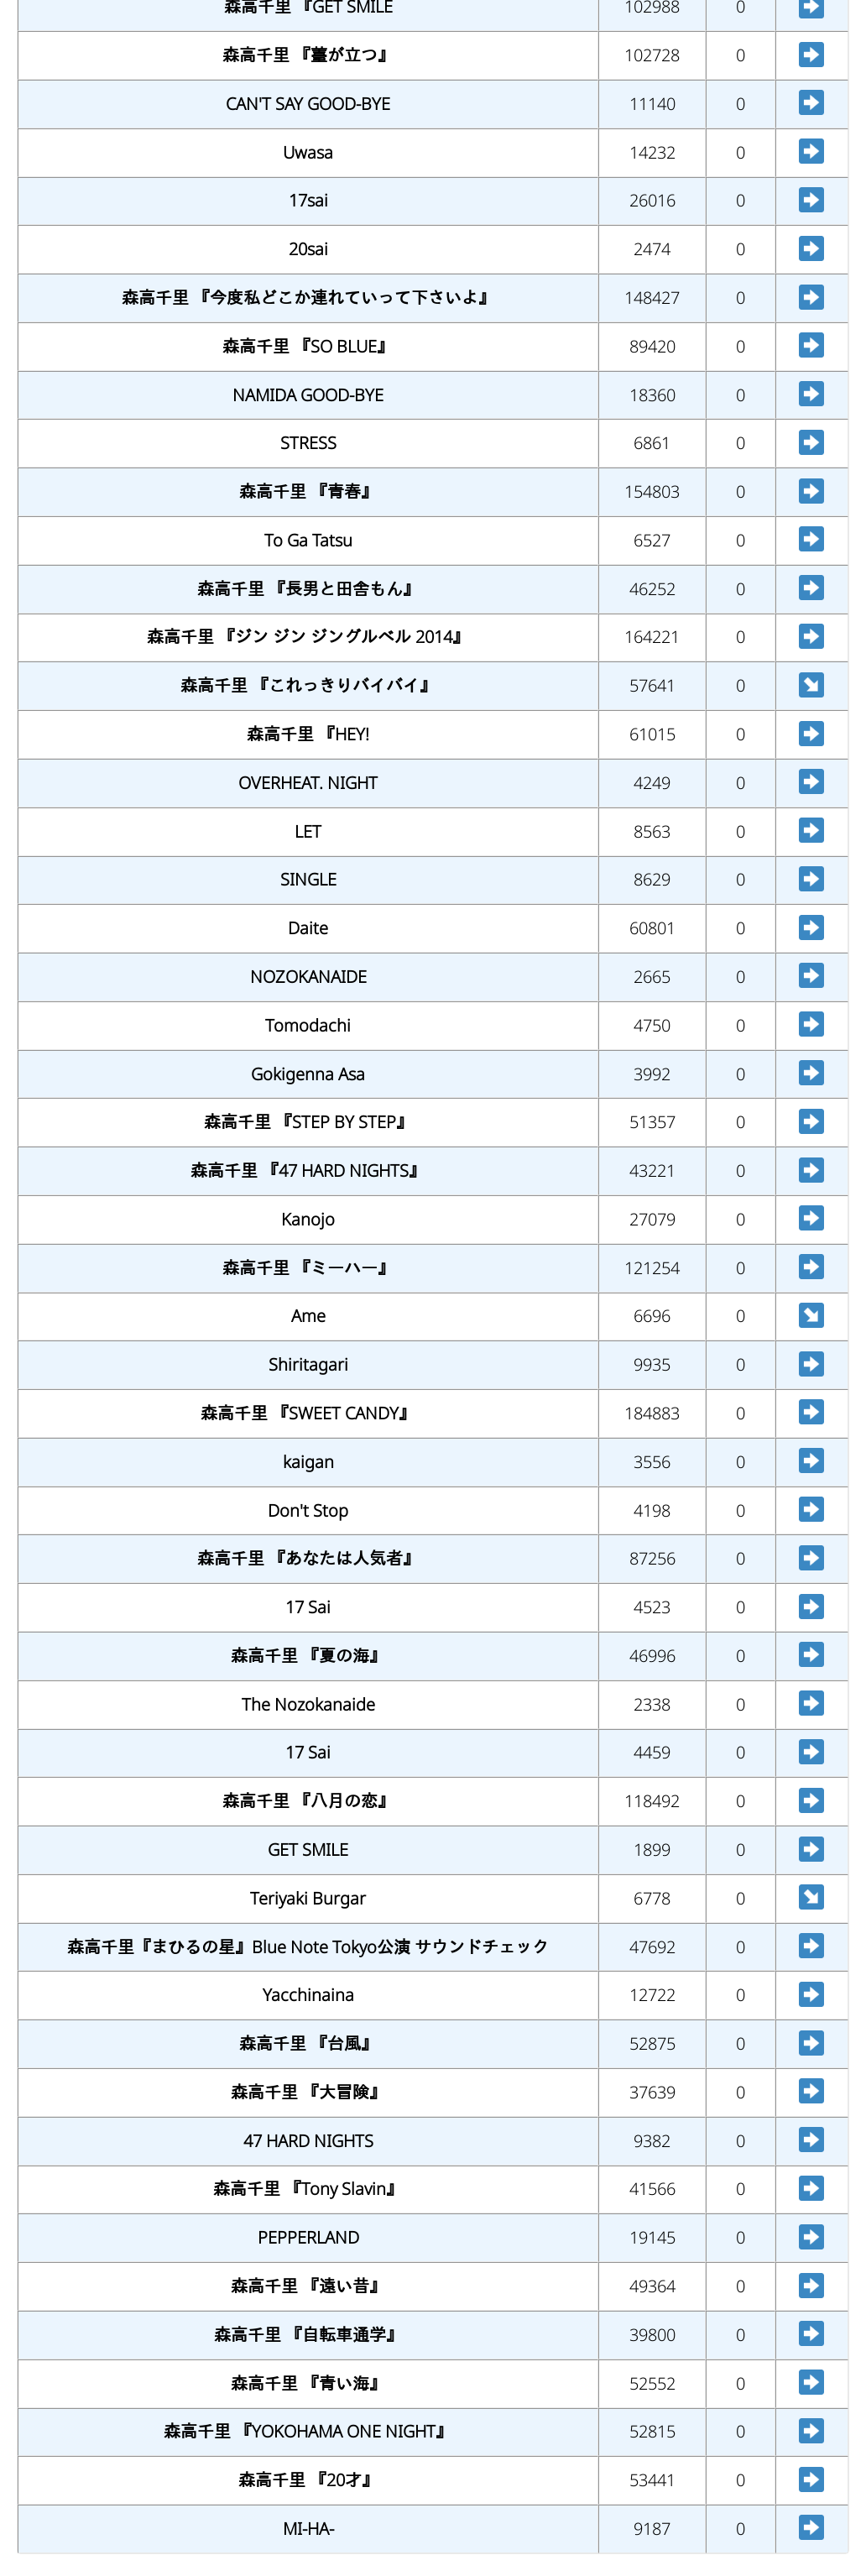 森高千里 『GET SMILE 102988 0
森高千里 『薹が立つ』 102728 0
CAN'T SAY GOOD-BYE 11140 0
Uwasa 14232 0
17sai 26016 0
20sai 2474 0
森高千里 『今度私どこか連れていって下さいよ』 148427 0
森高千里 『SO BLUE』 89420 0
NAMIDA GOOD-BYE 18360 0
STRESS 6861 0
森高千里 『青春』 154803 0
To Ga Tatsu 6527 0
森高千里 『長男と田舎もん』 46252 0
森高千里 『ジン ジン ジングルベル 2014』 164221 0
森高千里 『これっきりバイバイ』 57641 0
森高千里 『HEY! 61015 0
OVERHEAT. NIGHT 4249 0
LET 8563 0
SINGLE 8629 0
Daite 60801 0
NOZOKANAIDE 2665 0
Tomodachi 4750 0
Gokigenna Asa 3992 0
森高千里 『STEP BY STEP』 51357 0
森高千里 『47 HARD NIGHTS』 43221 0
Kanojo 27079 0
森高千里 『ミーハー』 121254 0
Ame 6696 0
Shiritagari 9935 0
森高千里 『SWEET CANDY』 184883 0
kaigan 3556 0
Don't Stop 4198 0
森高千里 『あなたは人気者』 87256 0
17 Sai 4523 0
森高千里 『夏の海』 46996 0
The Nozokanaide 2338 0
17 Sai 4459 0
森高千里 『八月の恋』 118492 0
GET SMILE 1899 0
Teriyaki Burgar 6778 0
森高千里『まひるの星』Blue Note Tokyo公演 サウンドチェック 47692 0
Yacchinaina 12722 0
森高千里 『台風』 52875 0
森高千里 『大冒険』 37639 0
47 HARD NIGHTS 9382 0
森高千里 『Tony Slavin』 41566 0
PEPPERLAND 19145 0
森高千里 『遠い昔』 49364 0
森高千里 『自転車通学』 39800 0
森高千里 『青い海』 52552 0
森高千里 『YOKOHAMA ONE NIGHT』 52815 0
森高千里 『20才』 53441 0
MI-HA- 9187 0